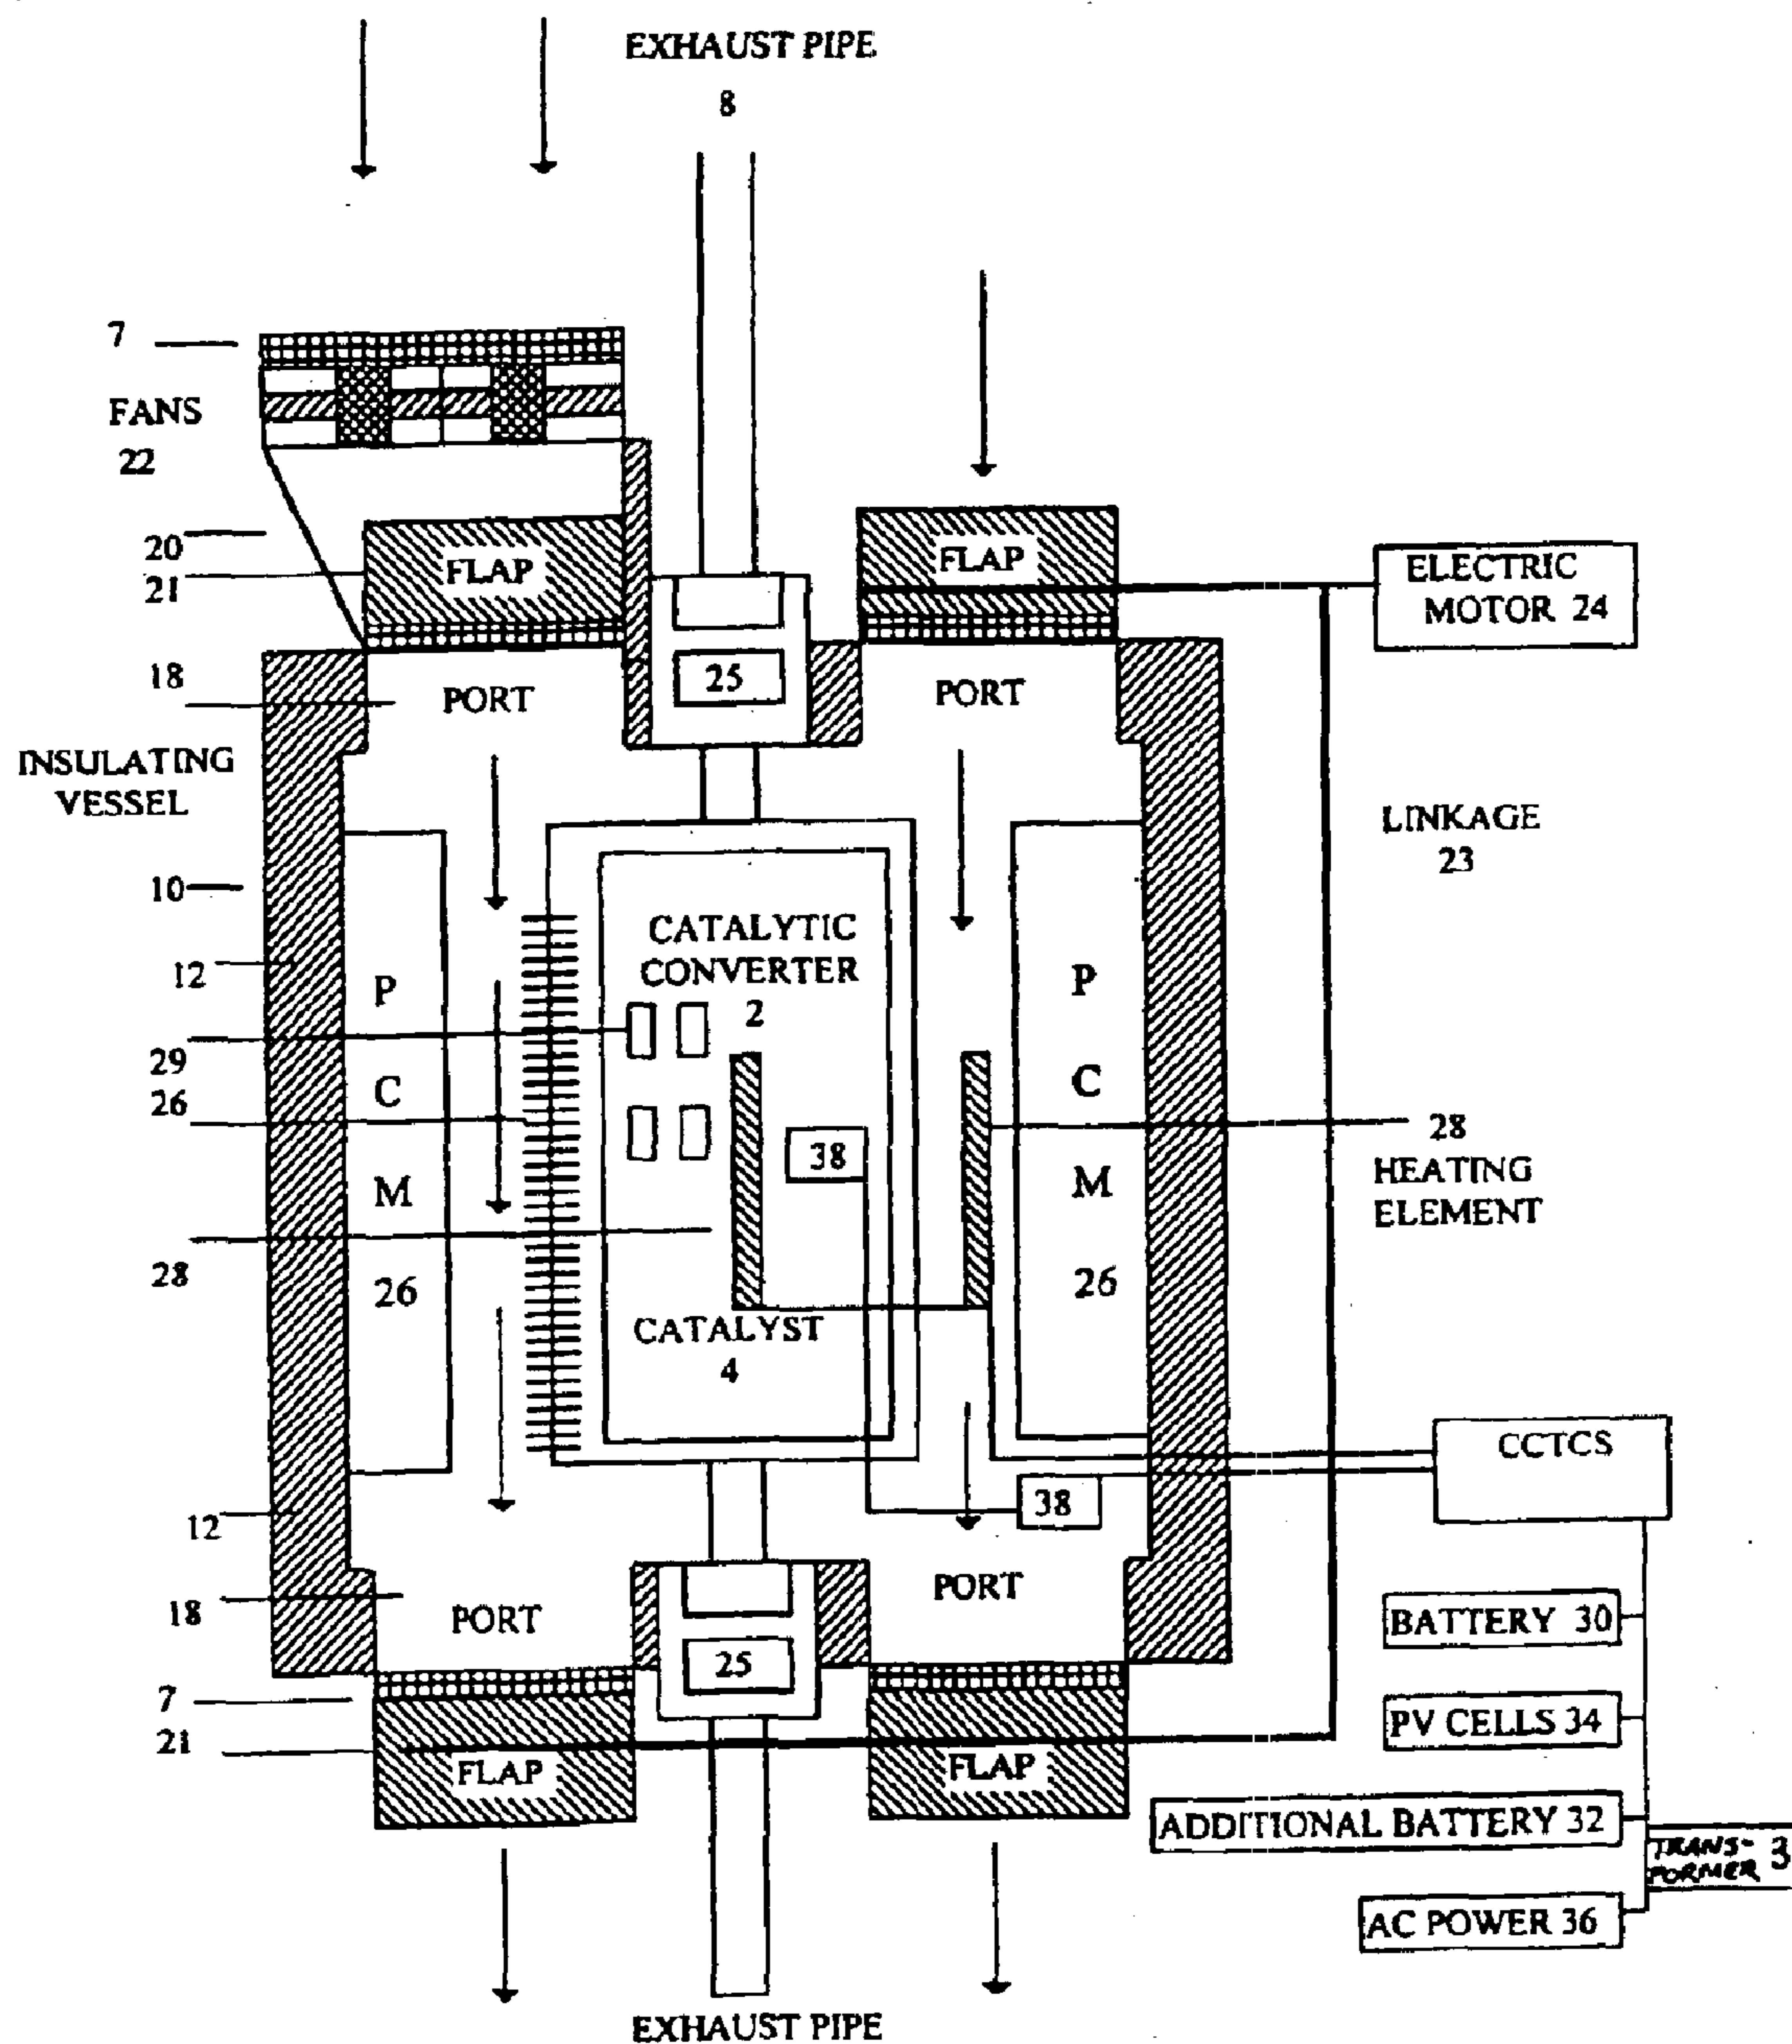 EXHAUST PIPE
8
7
FANS
22
20
21
FLAP
FLAP
ELECTRIC
MOTOR 24
18
PORT
25
PORT
INSULATING
VESSEL
LINKAGE
23
10
CATALYTIC
CONVERTER
2
12
P
C
M
26
P
C
M
26
29
26
38
28
HEATING
ELEMENT
28
CATALYST
4
CCTCS
38
12
18
PORT
PORT
BATTERY 30
25
7
21
FLAP
FLAP
PV CELLS 34
ADDITIONAL BATTERY 32
TRANS-
FORMER 3
AC POWER 36
EXHAUST PIPE